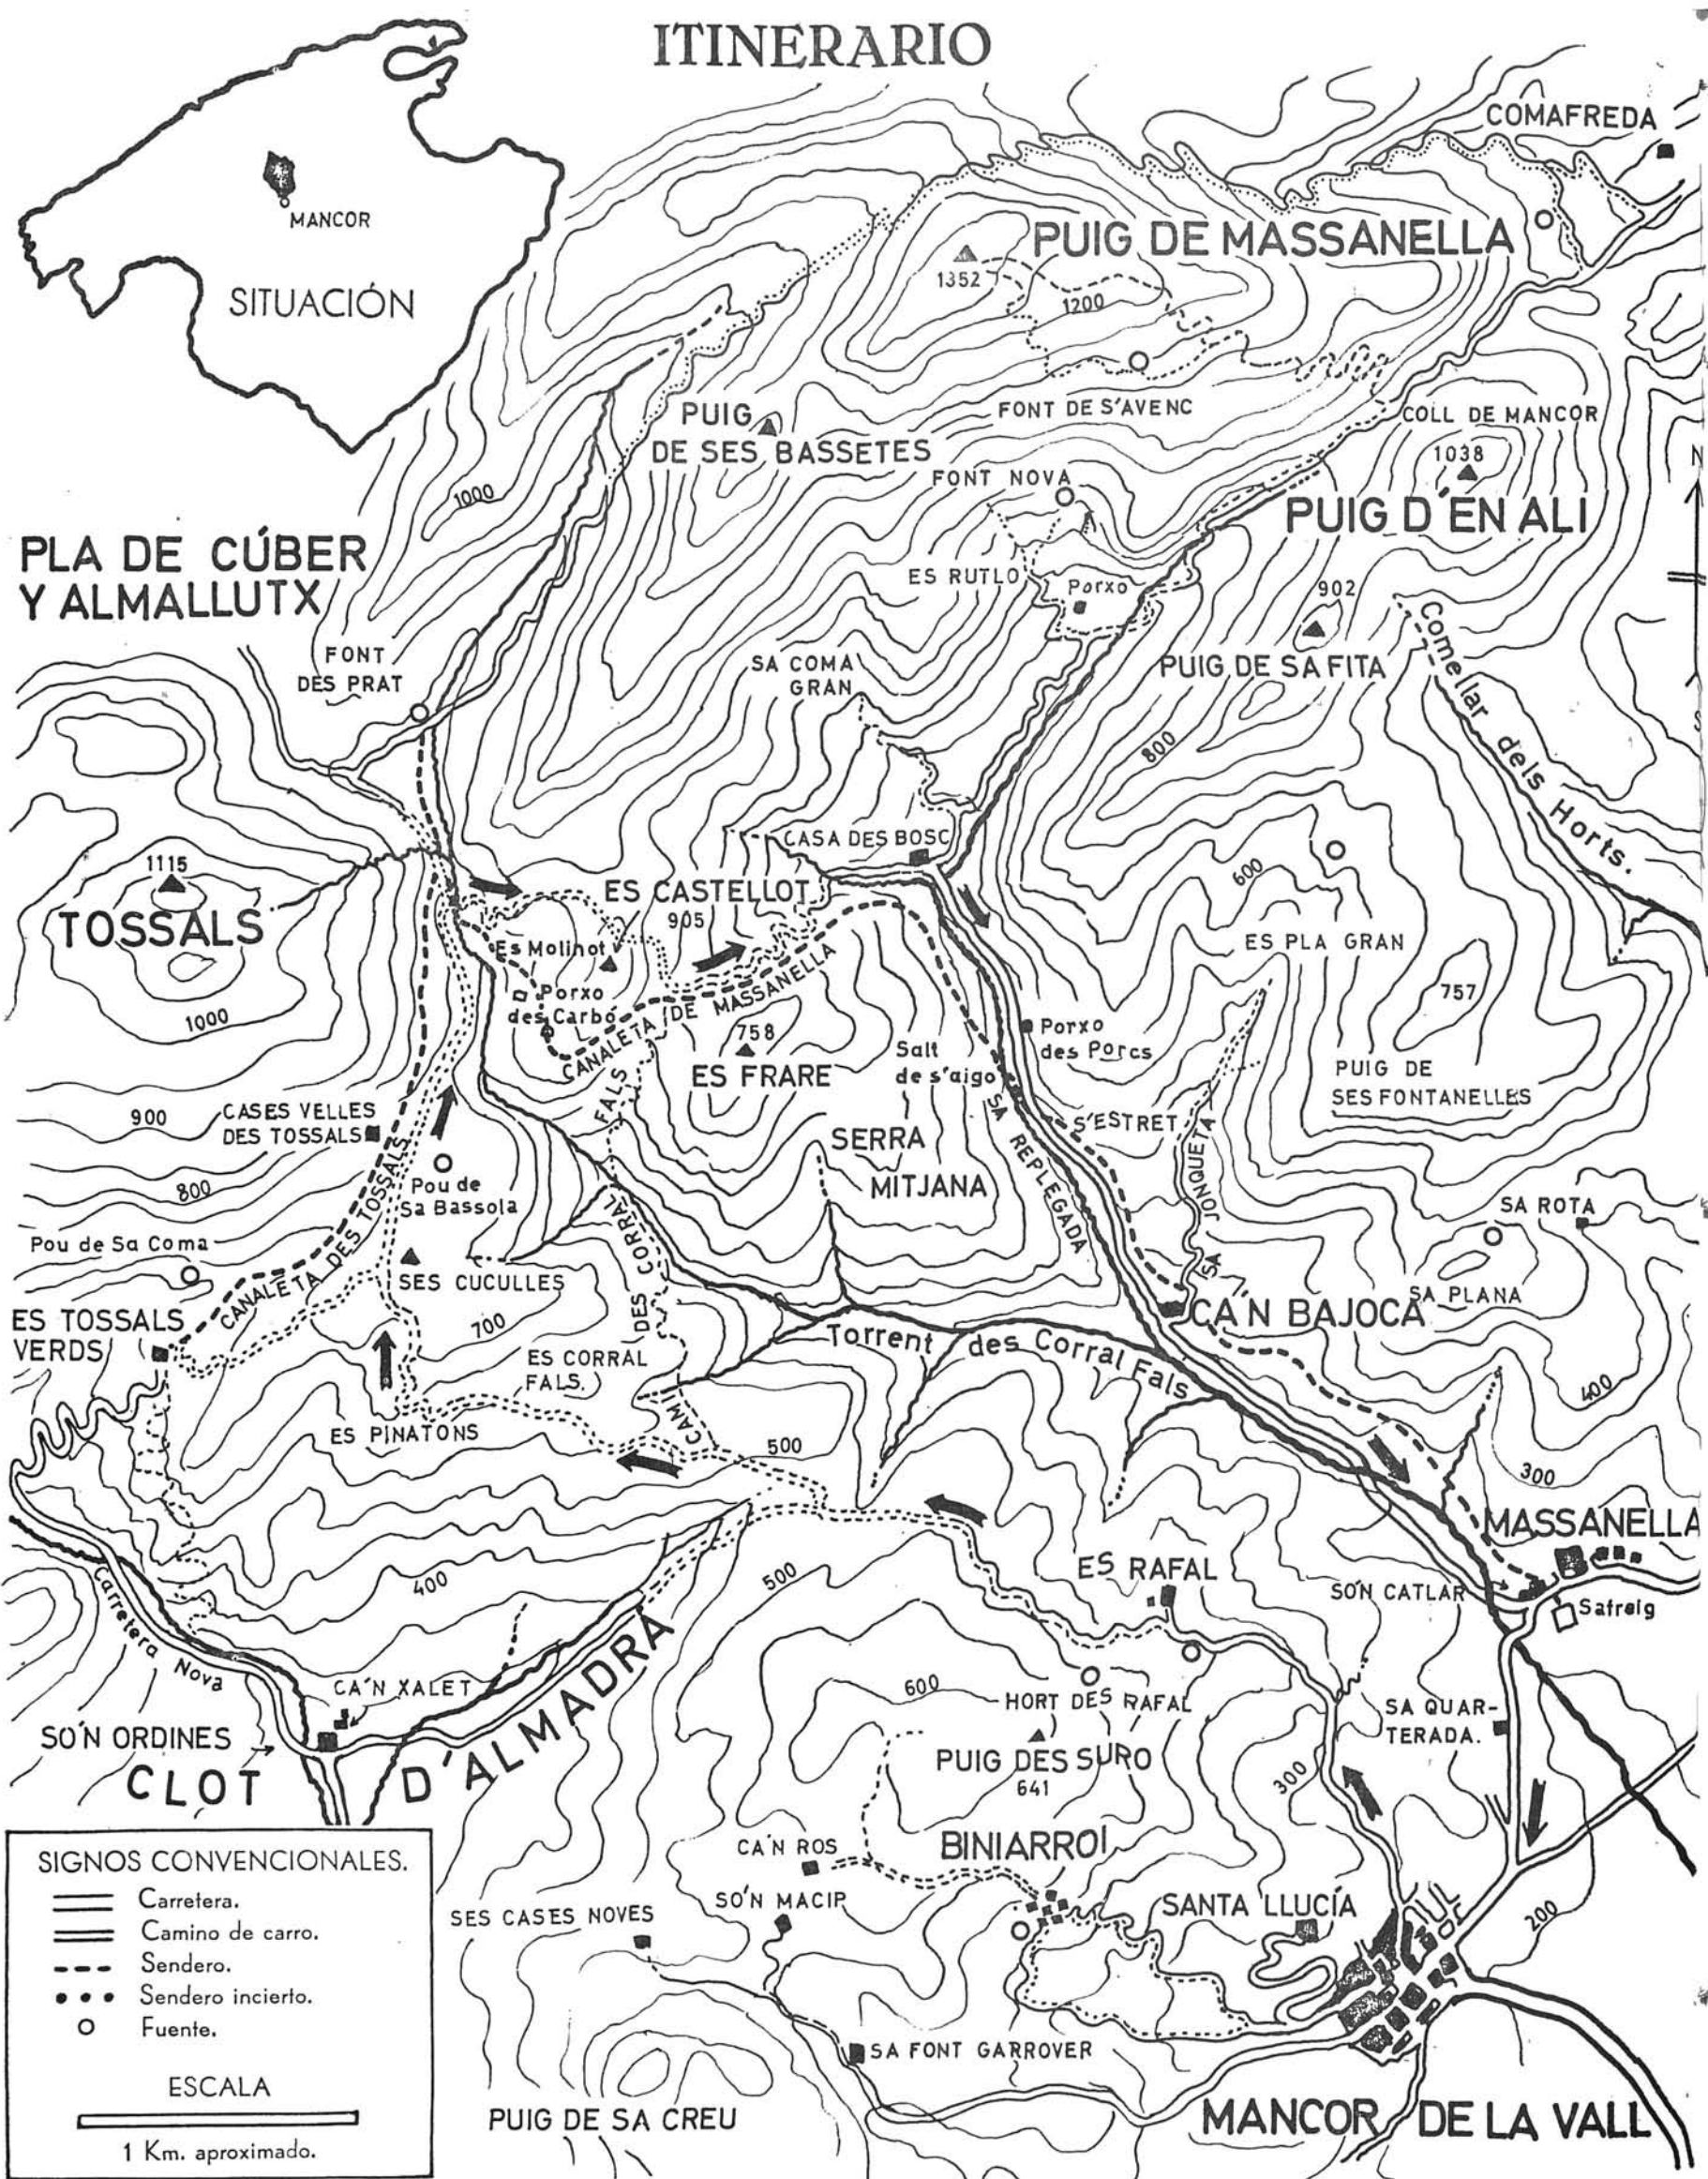 ITINERARIO
COMAFREDA
MANCOR
SITUACIÓN
PUIG DE MASSANELLA
1352
1200
PUIG
DE SES BASSETES
FONT DE S'AVENC
COLL DE MANCOR
1038
N
1000
FONT NOVA
PUIG D'EN ALI
PLA DE CÚBER
Y ALMALLUTX
ES RUTLO
Porxo
902
FONT
DES PRAT
SA COMA
GRAN
PUIG DE SA FITA
Comellar dels Horts.
800
S
CASA DES BOSC
1115
600
ES CASTELLOT
905
TOSSALS
Es Molinot
ES PLA GRAN
Porxo
des Carbó
CANALETA DE MASSANELLA
757
1000
758
ES FRARE
Salt
de s'aigo
Porxo
des Porcs
PUIG DE
SES FONTANELLES
900
CASES VELLES
DES TOSSALS
SERRA
MITJANA
SA REPLEGADA
S'ESTRET
SA JONQUETA
800
Pou de
Sa Bassola
SA ROTA
Pou de Sa Coma
CANALETA DES TOSSALS
SES CUCULLES
CAMI DES CORRAL FALS
SA PLANA
ES TOSSALS
VERDS
700
CA'N BAJOCA
Torrent des Corral Fals
ES CORRAL
FALS.
400
ES PINATONS
500
300
MASSANELLA
Carretera Nova
400
500
ES RAFAL
SO'N CATLAR
Safreig
CA'N XALET
600
HORT DES RAFAL
SA QUAR-
TERADA.
SO'N ORDINES
CLOT D'ALMADRÀ
PUIG DES SURO
641
300
CA'N ROS
BINIARROI
SIGNOS CONVENCIONALES.
Carretera.
Camino de carro.
Sendero.
Sendero incierto.
Fuente.
ESCALA
1 Km. aproximado.
SES CASES NOVES
SO'N MACIP
SANTA LLUCÍA
200
SA FONT GARROVER
PUIG DE SA CREU
MANCOR DE LA VALL